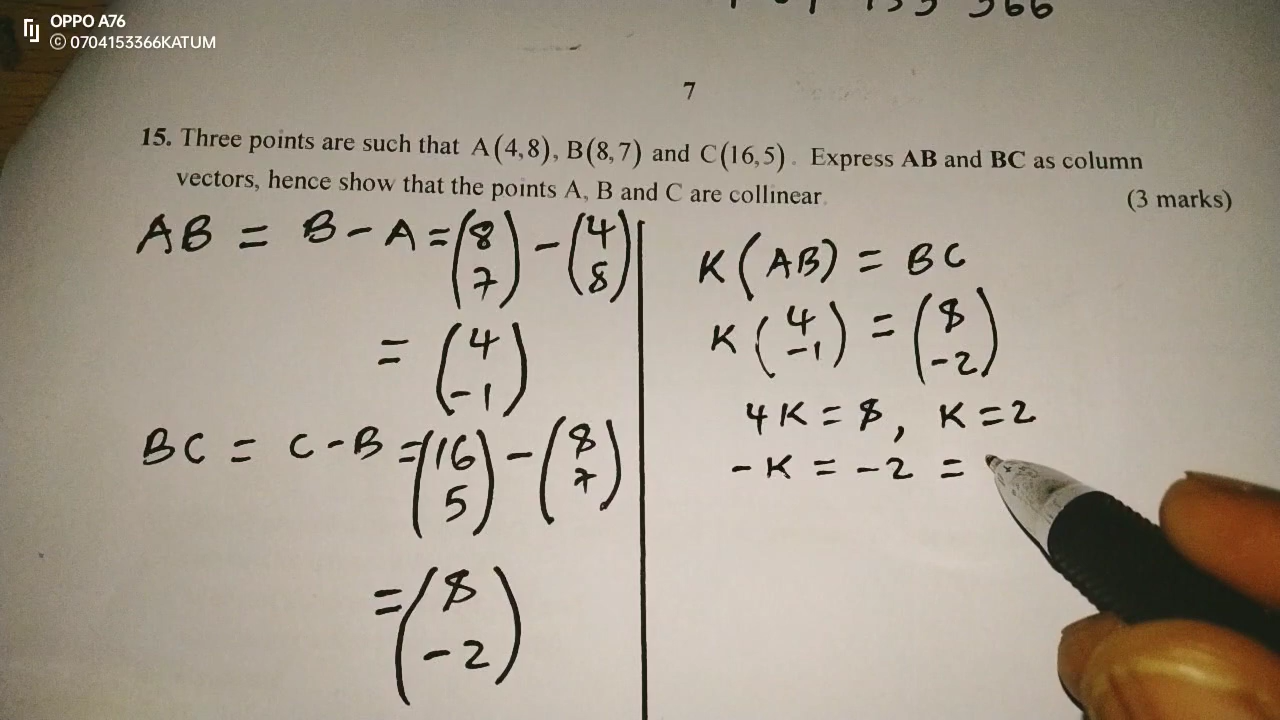 OPPO A76
© 0704153366KATUM
7
15. Three points are such that A(4,8), B(8,7) and C(16,5). Express AB and BC as column
vectors, hence show that the points A, B and C are collinear.
(3 marks)
AB = B - A = (8 7) - (4 8)
= (4 -1)
BC = C - B = (16 5) - (8 7)
= (8 -2)
K(AB) = BC
K(4 -1) = (8 -2)
4K = 8, K = 2
-K = -2 =